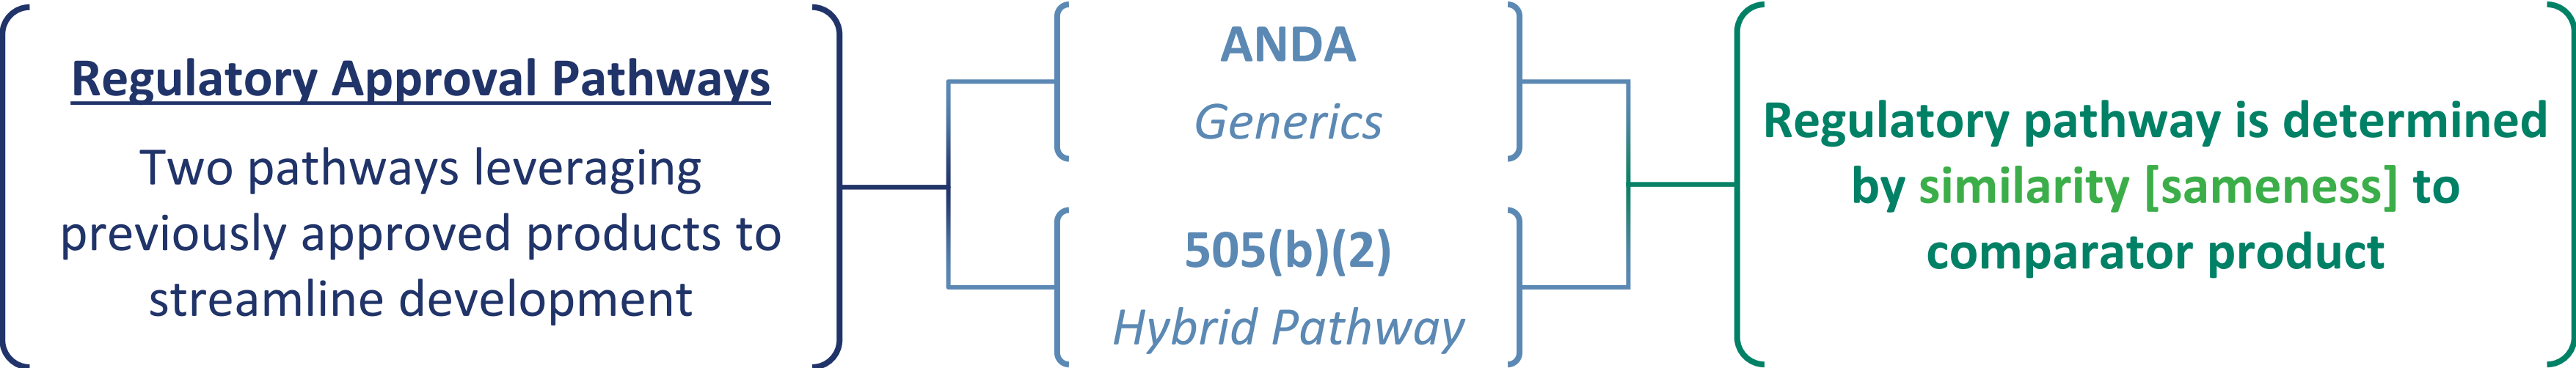 Regulatory Approval Pathways
Two pathways leveraging
previously approved products to
streamline development
ANDA
Generics
505(b)(2)
Hybrid Pathway
Regulatory pathway is determined
by similarity [sameness] to
comparator product